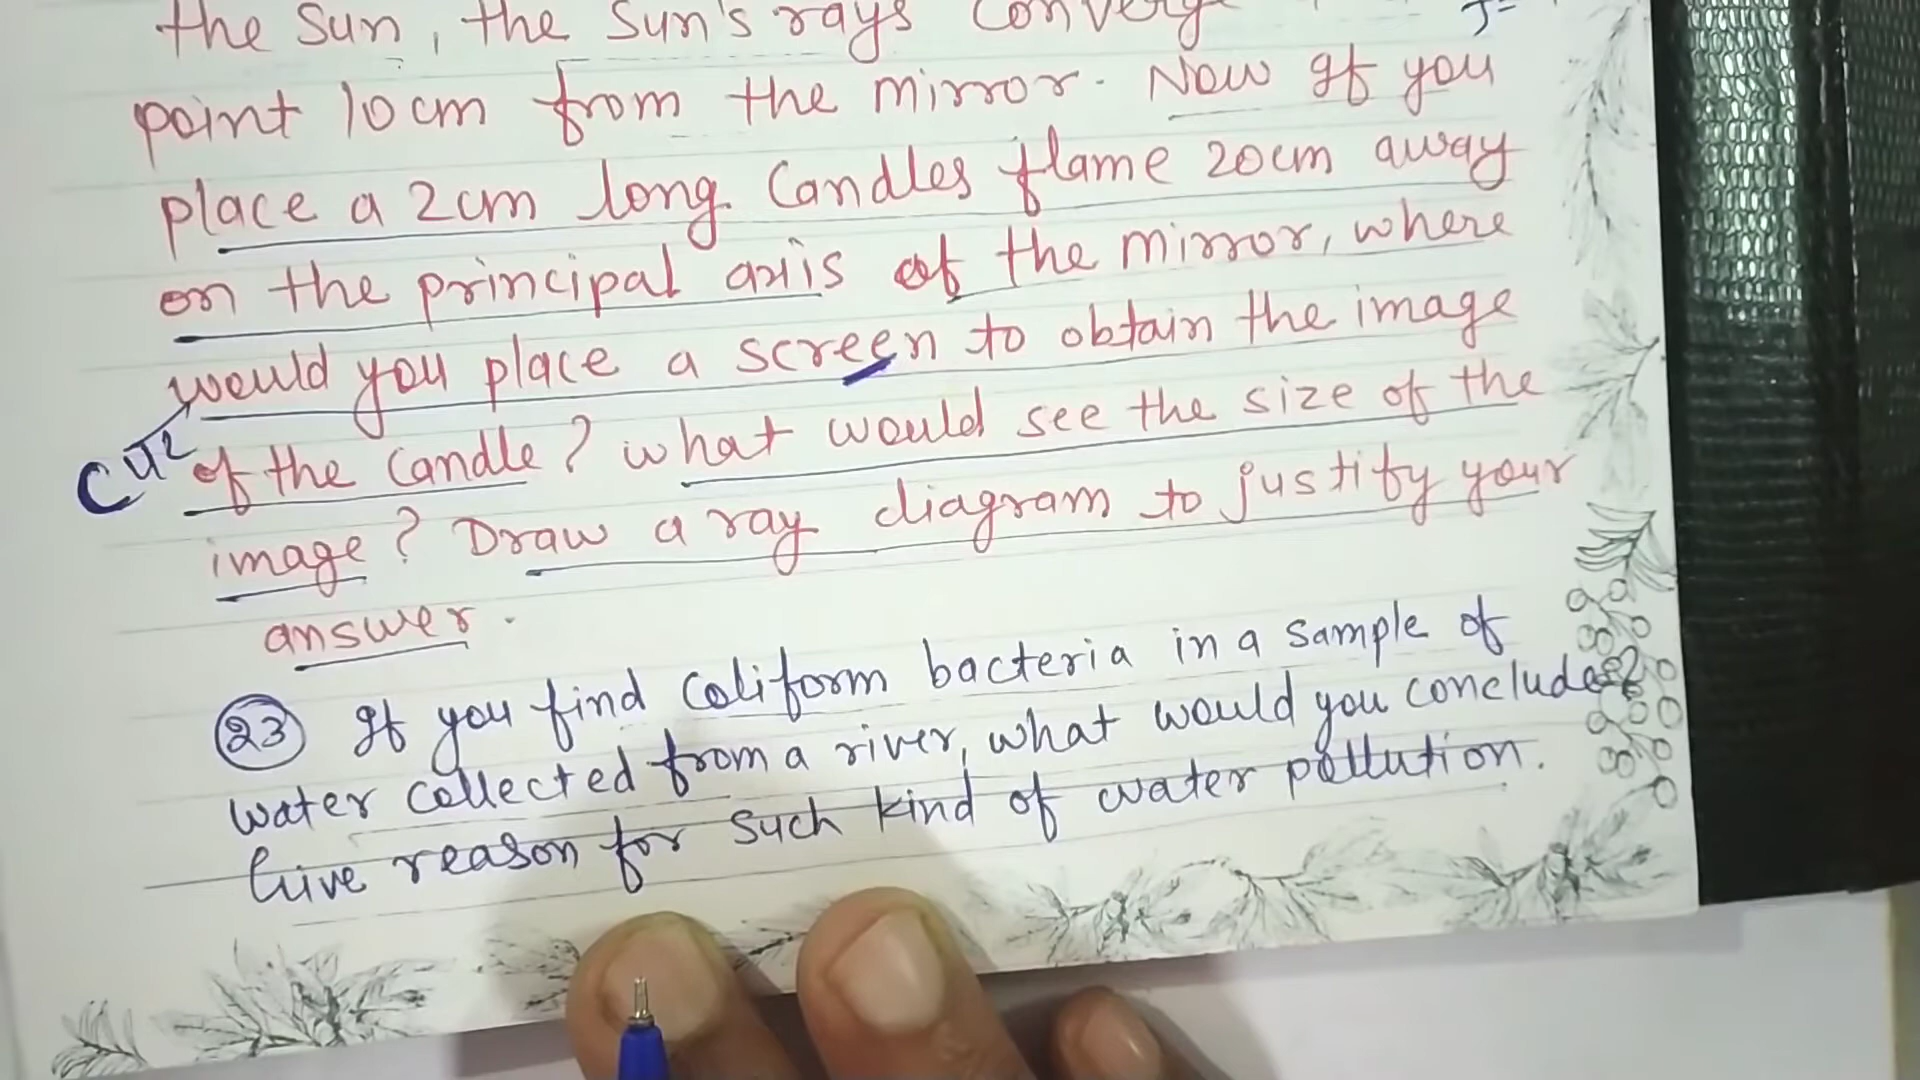 the Sun, the Sun's rays Converge
point 10 cm from the mirror. Now If you
place a 2cm long. Candles flame 20cm away
on the principal axis of the mirror, where
would you place a screen to obtain the image
of the Candle? what would see the size of the
image? Draw a ray diagram to justify your
answer.
23 If you find Coliform bacteria in a sample of
water collected from a river, what would you conclude?
Give reason for such kind of water pollution.